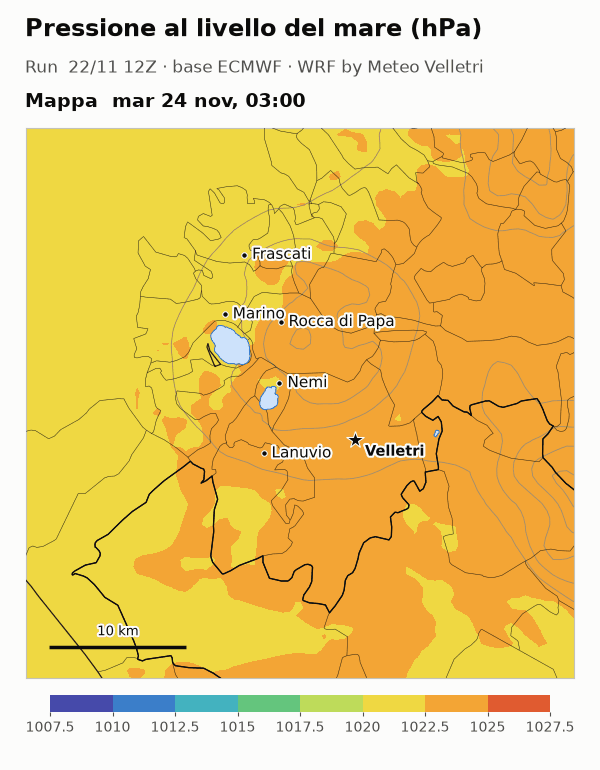 Pressione al livello del mare (hPa)
Run  22/11 12Z · base ECMWF · WRF by Meteo Velletri
Mappa  mar 24 nov, 03:00
Frascati
Marino
Rocca di Papa
Nemi
Velletri
Lanuvio
10 km
1007.5 1010 1012.5 1015 1017.5 1020 1022.5 1025 1027.5